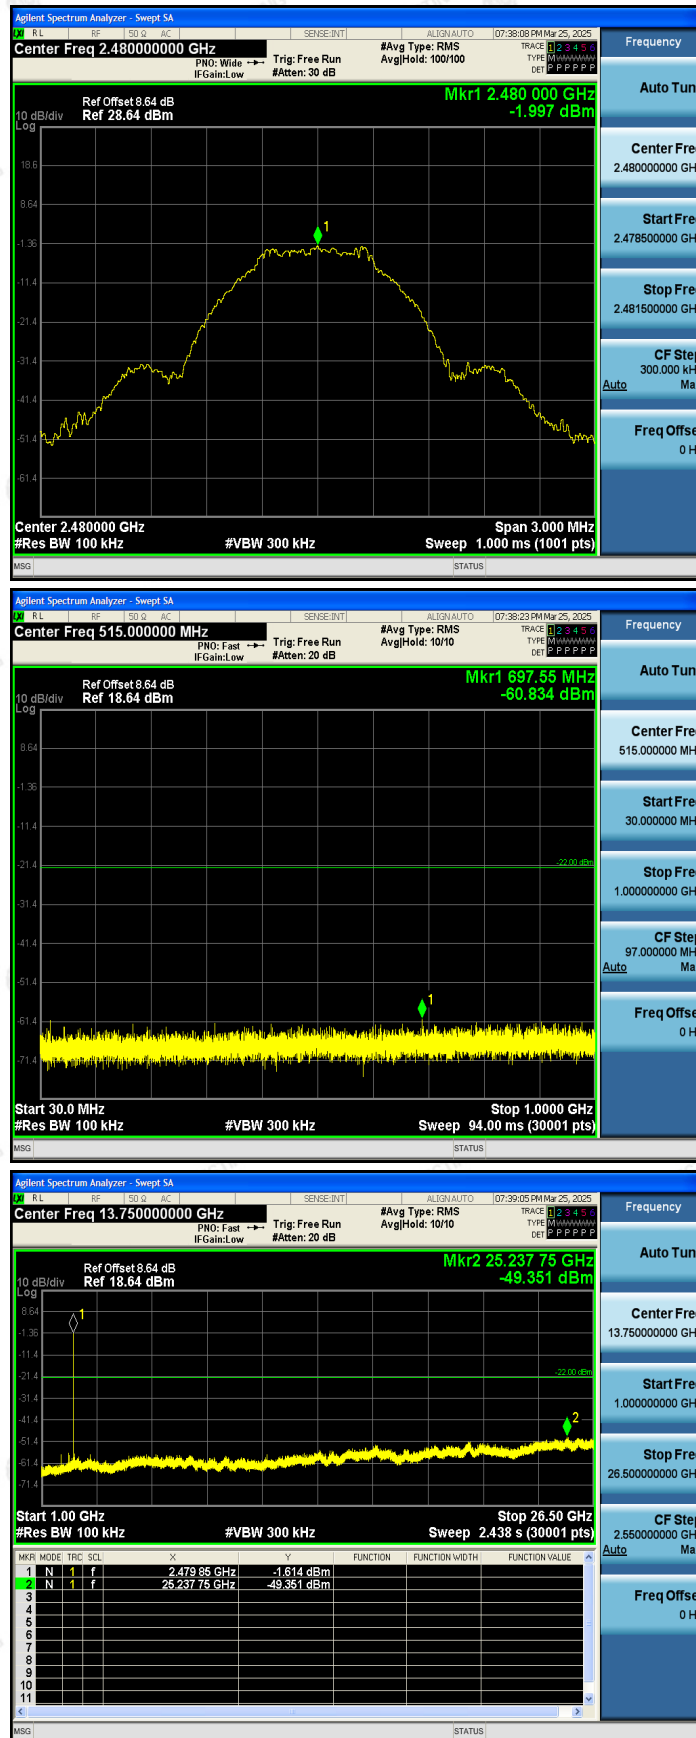 Agilent Spectrum Analyzer - Swept SA
LXI RL RF 50 Ω AC SENSE:INT ALIGNAUTO 07:38:08 PM Mar 25, 2025
Center Freq 2.480000000 GHz #Avg Type: RMS TRACE 1 2 3 4 5 6
PNO: Wide Trig: Free Run Avg|Hold: 100/100 TYPE M
IFGain:Low #Atten: 30 dB DET P P P P P P
Frequency
Auto Tun
Center Fre
2.480000000 GH
Start Fre
2.478500000 GH
Stop Fre
2.481500000 GH
CF Ste
300.000 kH
Auto Ma
Freq Offse
0 H
Mkr1 2.480 000 GHz
-1.997 dBm
Ref Offset 8.64 dB
10 dB/div Ref 28.64 dBm
Log
18.6
8.64
-1.36
-11.4
-21.4
-31.4
-41.4
-51.4
-61.4
1
Center 2.480000 GHz Span 3.000 MHz
#Res BW 100 kHz #VBW 300 kHz Sweep 1.000 ms (1001 pts)
MSG STATUS
Agilent Spectrum Analyzer - Swept SA
LXI RL RF 50 Ω AC SENSE:INT ALIGNAUTO 07:38:23 PM Mar 25, 2025
Center Freq 515.000000 MHz #Avg Type: RMS TRACE 1 2 3 4 5 6
PNO: Fast Trig: Free Run Avg|Hold: 10/10 TYPE M
IFGain:Low #Atten: 20 dB DET P P P P P P
Frequency
Auto Tun
Center Fre
515.000000 MH
Start Fre
30.000000 MH
Stop Fre
1.000000000 GH
CF Ste
97.000000 MH
Auto Ma
Freq Offse
0 H
Mkr1 697.55 MHz
-60.834 dBm
Ref Offset 8.64 dB
10 dB/div Ref 18.64 dBm
Log
8.64
-1.36
-11.4
-21.4
-31.4
-41.4
-51.4
-61.4
-71.4
-22.00 dBm
1
Start 30.0 MHz Stop 1.0000 GHz
#Res BW 100 kHz #VBW 300 kHz Sweep 94.00 ms (30001 pts)
MSG STATUS
Agilent Spectrum Analyzer - Swept SA
LXI RL RF 50 Ω AC SENSE:INT ALIGNAUTO 07:39:05 PM Mar 25, 2025
Center Freq 13.750000000 GHz #Avg Type: RMS TRACE 1 2 3 4 5 6
PNO: Fast Trig: Free Run Avg|Hold: 10/10 TYPE M
IFGain:Low #Atten: 20 dB DET P P P P P P
Frequency
Auto Tun
Center Fre
13.750000000 GH
Start Fre
1.000000000 GH
Stop Fre
26.500000000 GH
CF Ste
2.550000000 GH
Auto Ma
Freq Offse
0 H
Mkr2 25.237 75 GHz
-49.351 dBm
Ref Offset 8.64 dB
10 dB/div Ref 18.64 dBm
Log
8.64
-1.36
-11.4
-21.4
-31.4
-41.4
-51.4
-61.4
-71.4
-22.00 dBm
1
2
Start 1.00 GHz Stop 26.50 GHz
#Res BW 100 kHz #VBW 300 kHz Sweep 2.438 s (30001 pts)
MKR MODE TRC SCL X Y FUNCTION FUNCTION WIDTH FUNCTION VALUE
1 N 1 f 2.479 85 GHz -1.614 dBm
2 N 1 f 25.237 75 GHz -49.351 dBm
3
4
5
6
7
8
9
10
11
MSG STATUS